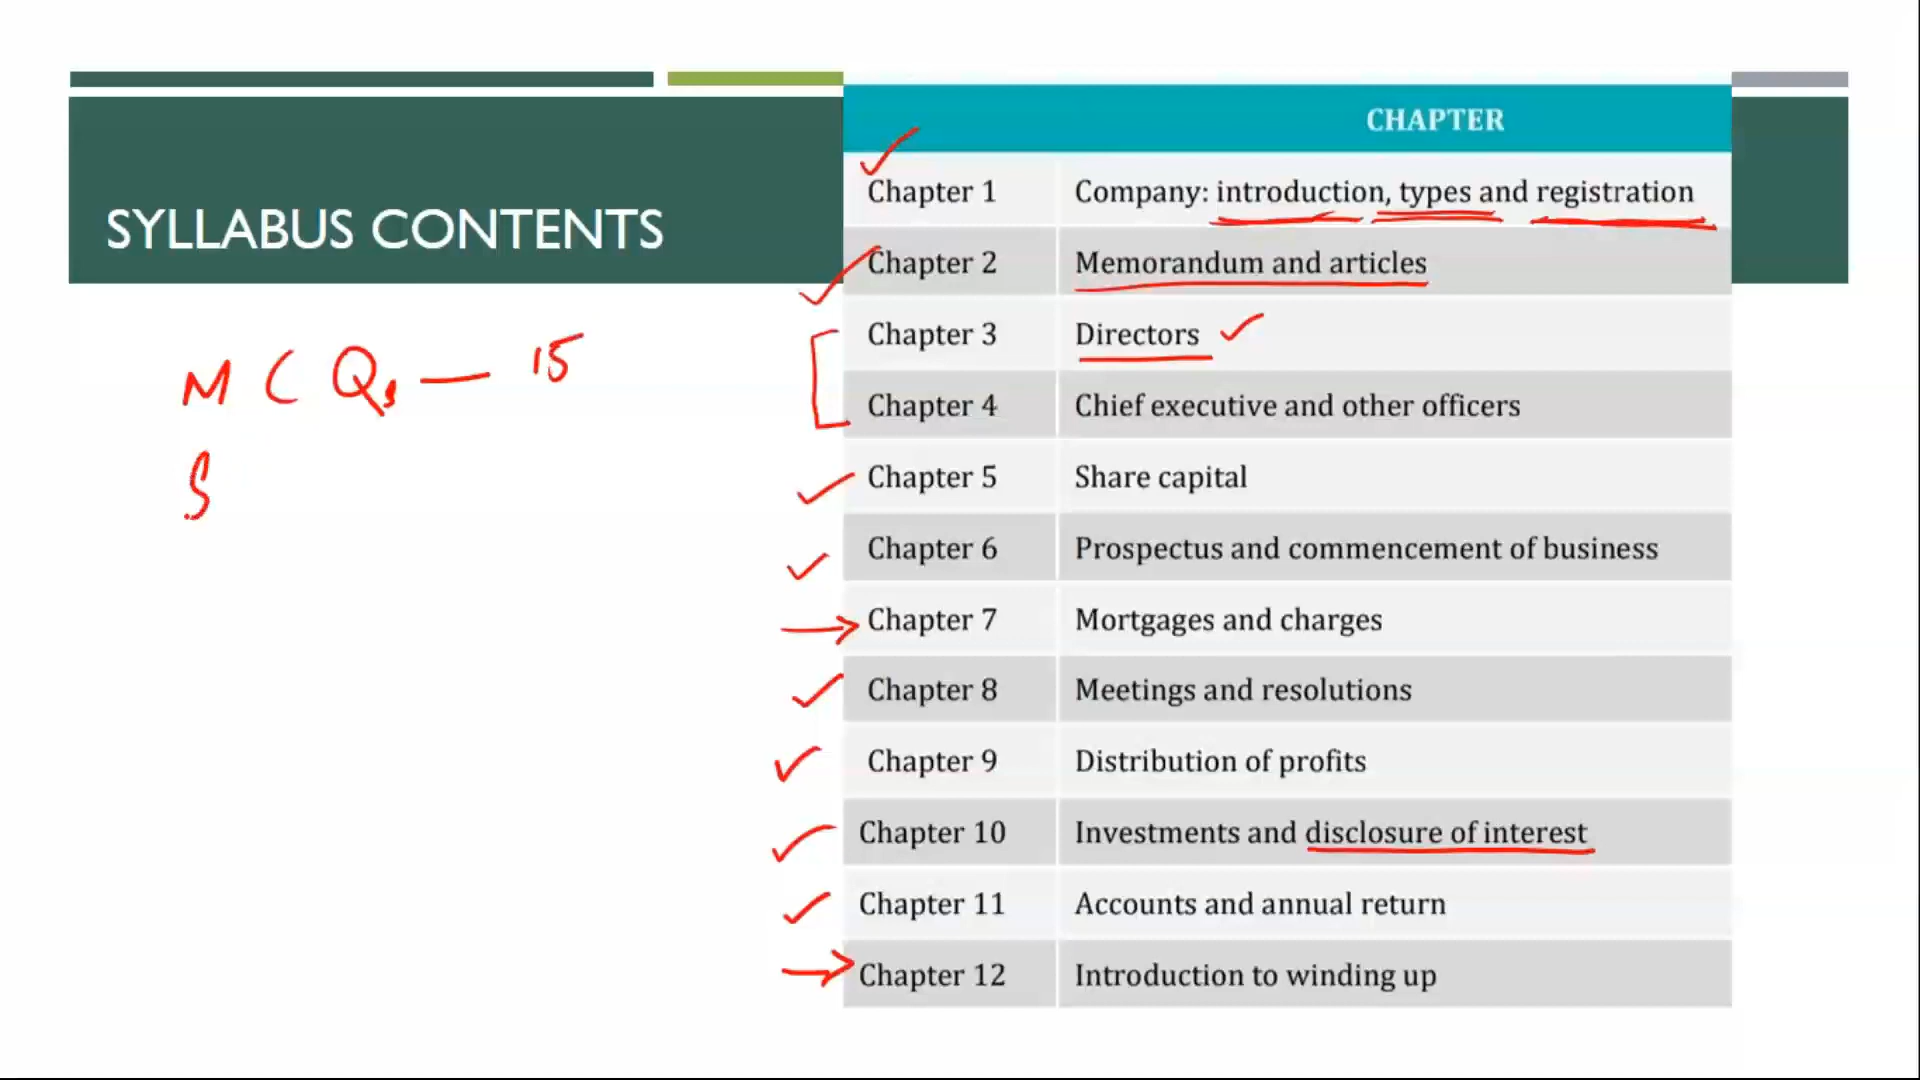 SYLLABUS CONTENTS
MCQs — 15
S
CHAPTER
Chapter 1 Company: introduction, types and registration
Chapter 2 Memorandum and articles
Chapter 3 Directors
Chapter 4 Chief executive and other officers
Chapter 5 Share capital
Chapter 6 Prospectus and commencement of business
Chapter 7 Mortgages and charges
Chapter 8 Meetings and resolutions
Chapter 9 Distribution of profits
Chapter 10 Investments and disclosure of interest
Chapter 11 Accounts and annual return
Chapter 12 Introduction to winding up